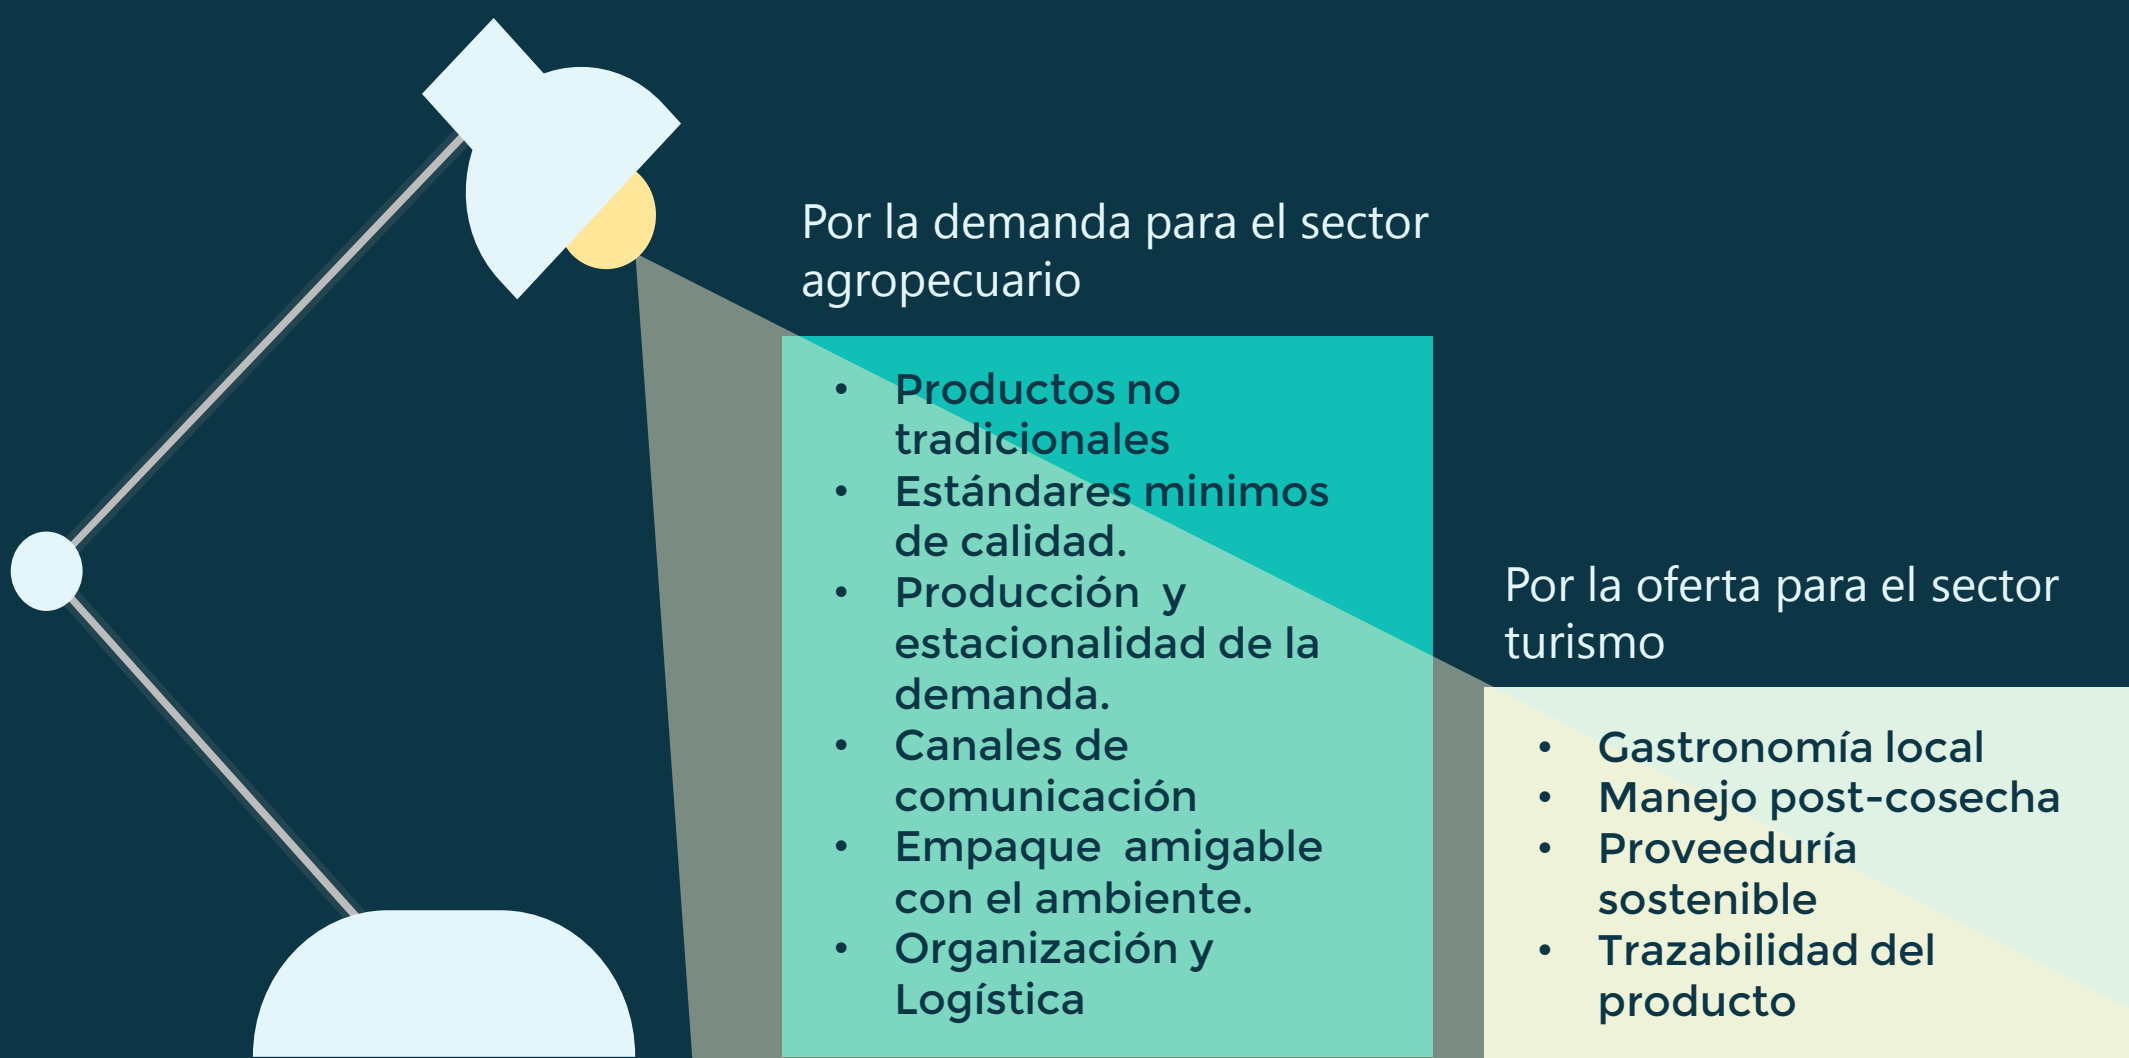 Por la demanda para el sector
agropecuario
• Productos no
tradicionales
• Estándares minimos
de calidad.
• Producción  y
estacionalidad de la
demanda.
• Canales de
comunicación
• Empaque  amigable
con el ambiente.
• Organización y
Logística
Por la oferta para el sector
turismo
• Gastronomía local
• Manejo post-cosecha
• Proveeduría
sostenible
• Trazabilidad del
producto